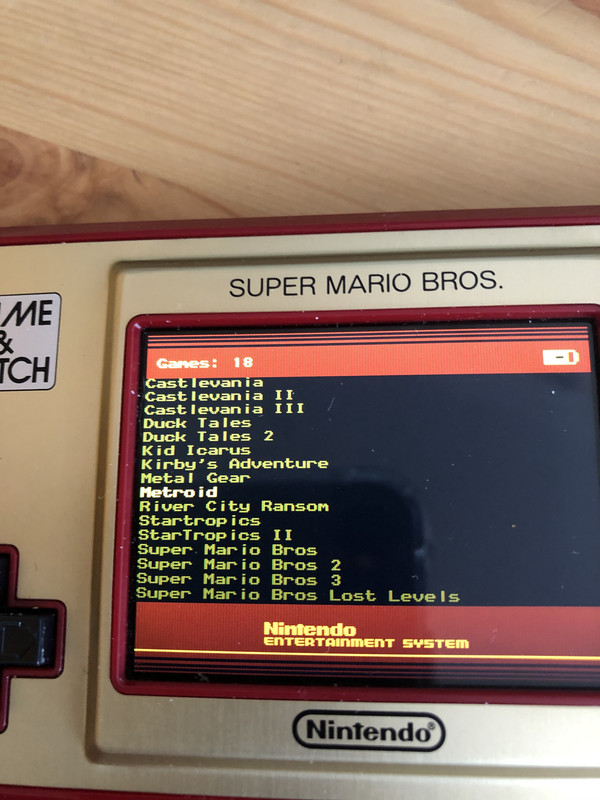 SUPER MARIO BROS.
GAME
&
WATCH
Games: 18
Castlevania
Castlevania II
Castlevania III
Duck Tales
Duck Tales 2
Kid Icarus
Kirby's Adventure
Metal Gear
Metroid
River City Ransom
Startropics
StarTropics II
Super Mario Bros
Super Mario Bros 2
Super Mario Bros 3
Super Mario Bros Lost Levels
Nintendo
ENTERTAINMENT SYSTEM
Nintendo®